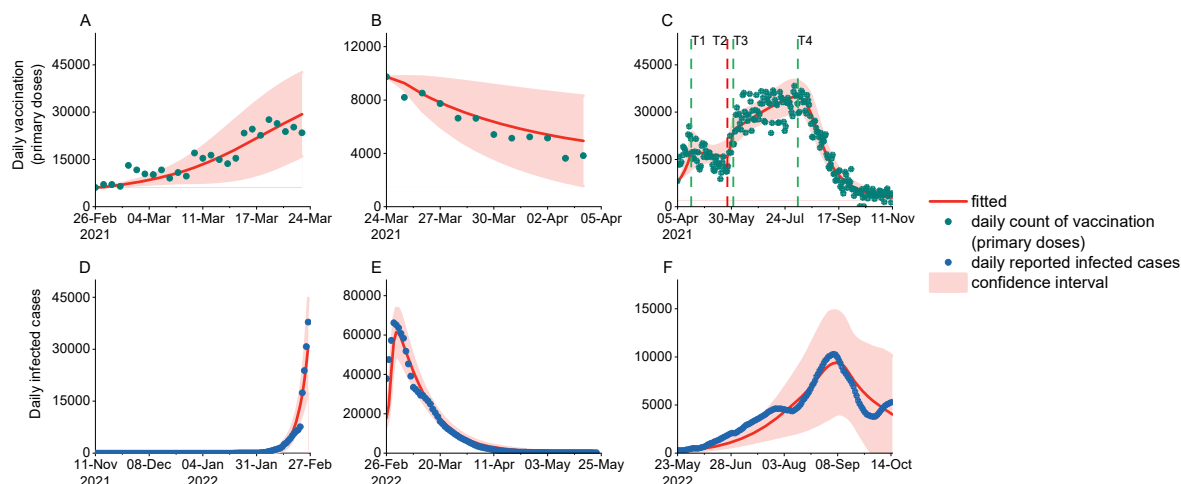 A
B
C
Daily vaccination
(primary doses)
45000
30000
15000
0
26-Feb 04-Mar 11-Mar 17-Mar 24-Mar
2021
12000
8000
4000
0
24-Mar 27-Mar 30-Mar 02-Apr 05-Apr
2021
T1 T2 T3 T4
45000
30000
15000
0
05-Apr 30-May 24-Jul 17-Sep 11-Nov
2021
fitted
daily count of vaccination
(primary doses)
daily reported infected cases
confidence interval
D
E
F
Daily infected cases
45000
30000
15000
0
11-Nov 08-Dec 04-Jan 31-Jan 27-Feb
2021 2022
80000
60000
40000
20000
0
26-Feb 20-Mar 11-Apr 03-May 25-May
2022
15000
10000
5000
0
23-May 28-Jun 03-Aug 08-Sep 14-Oct
2022